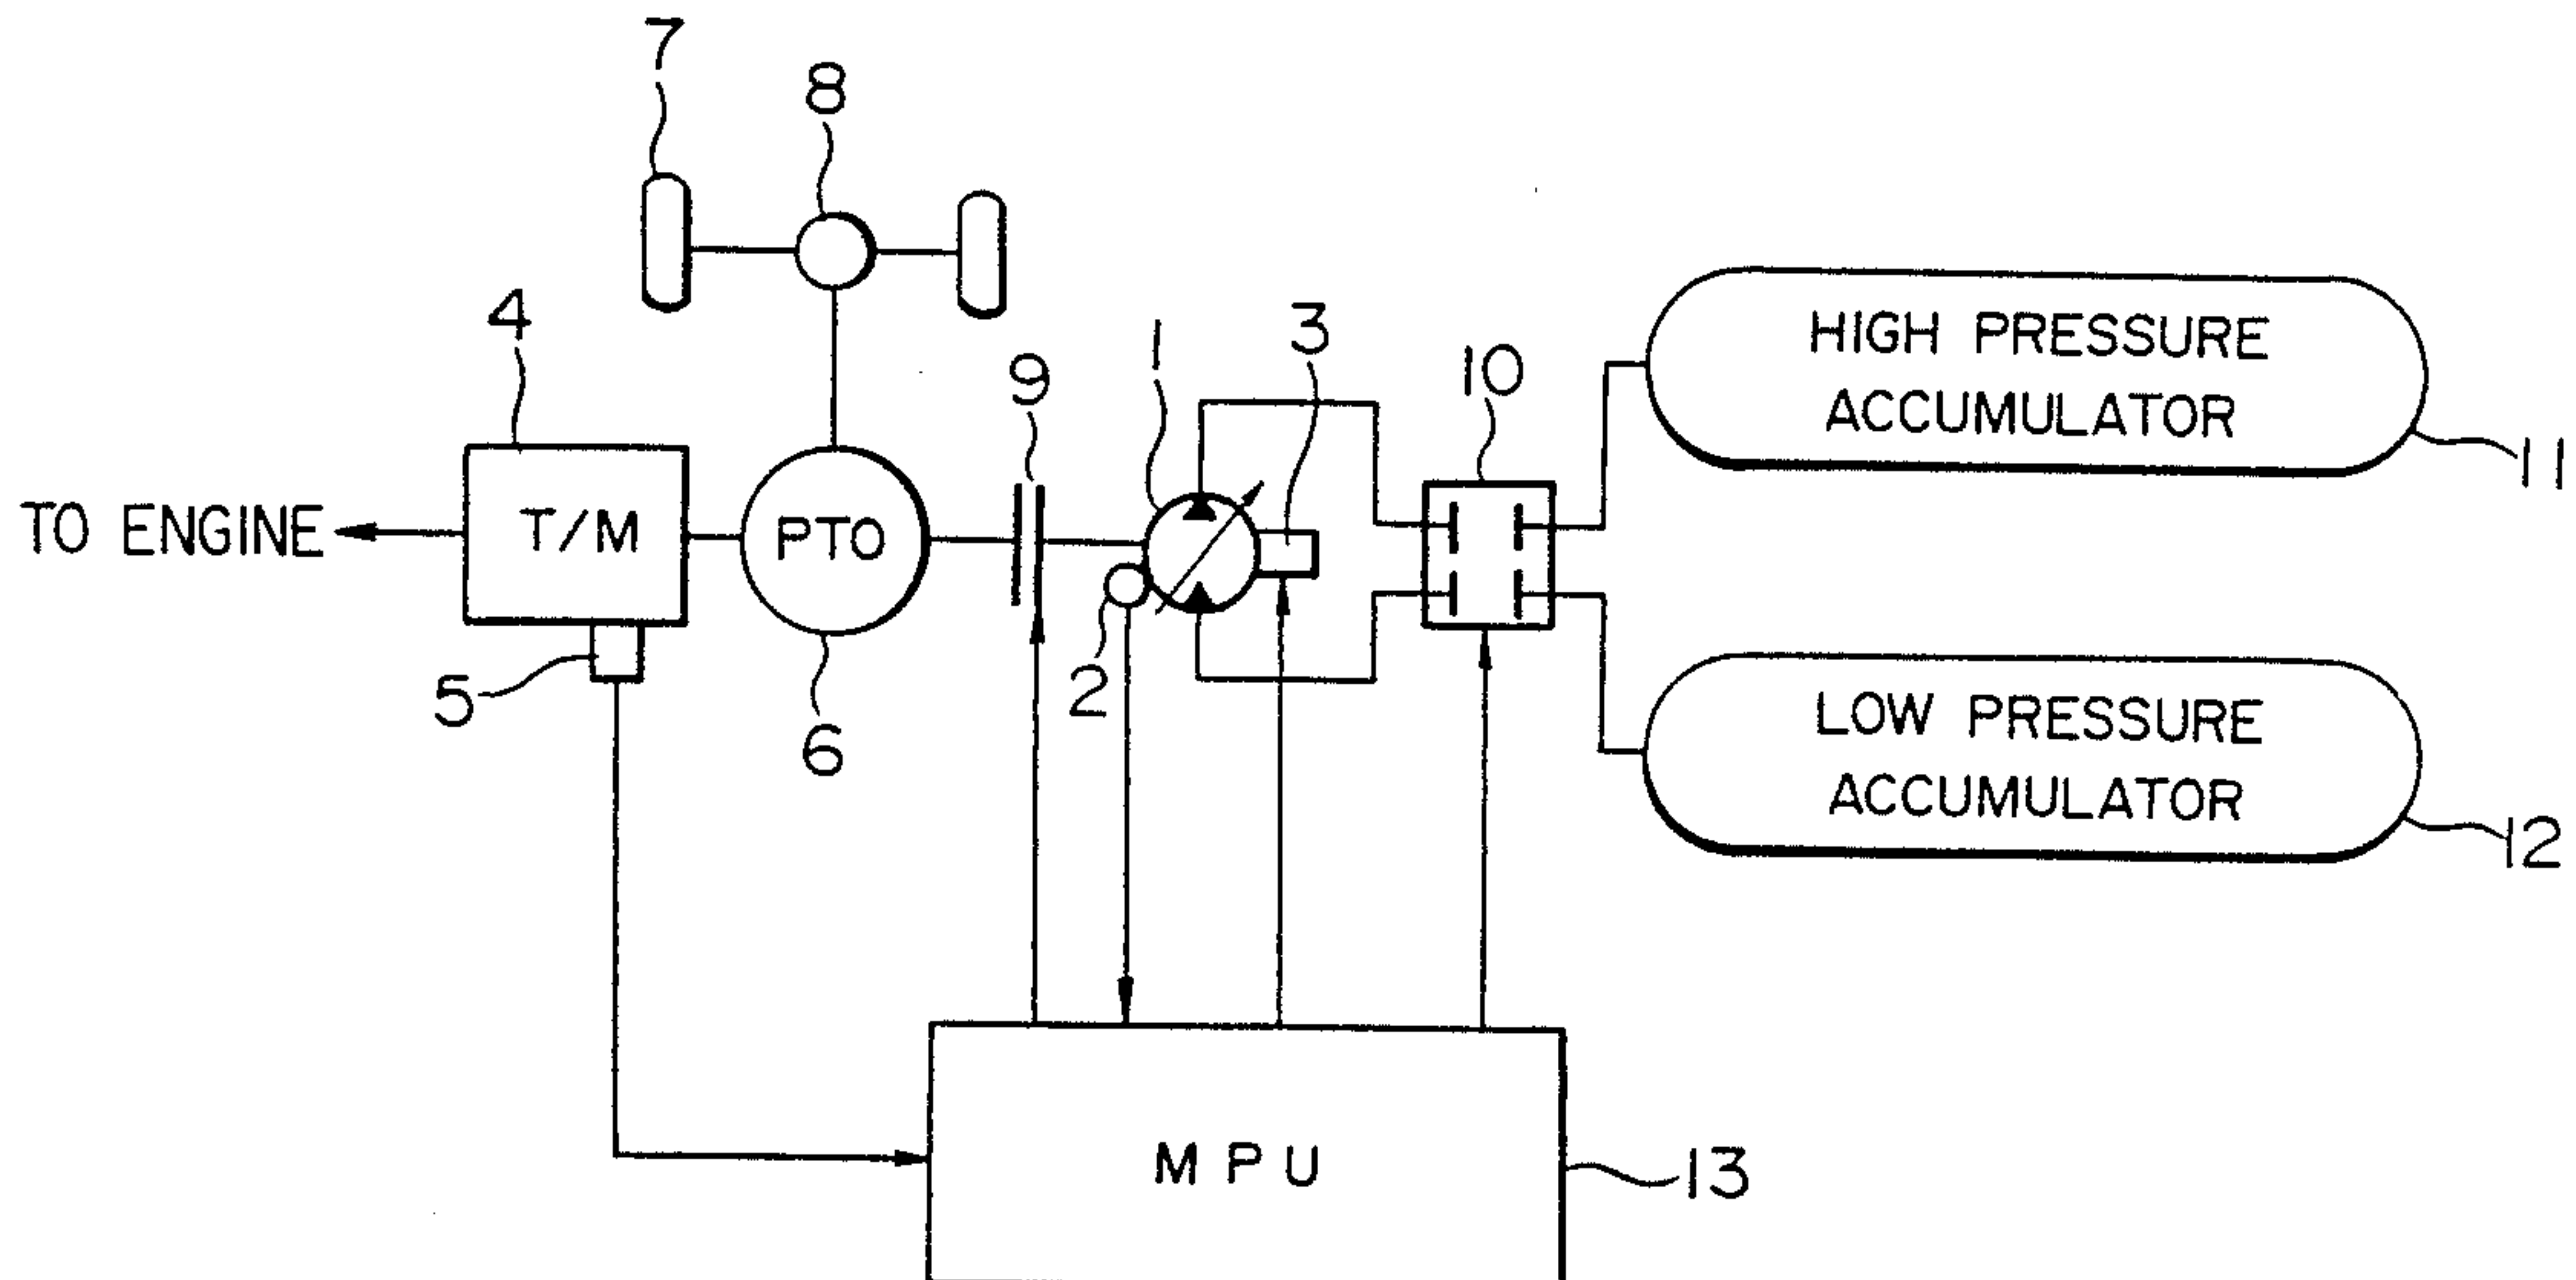 7
8
4
9
1
3
10
HIGH PRESSURE
ACCUMULATOR
11
TO ENGINE
T/M
PTO
5
6
2
LOW PRESSURE
ACCUMULATOR
12
MPU
13